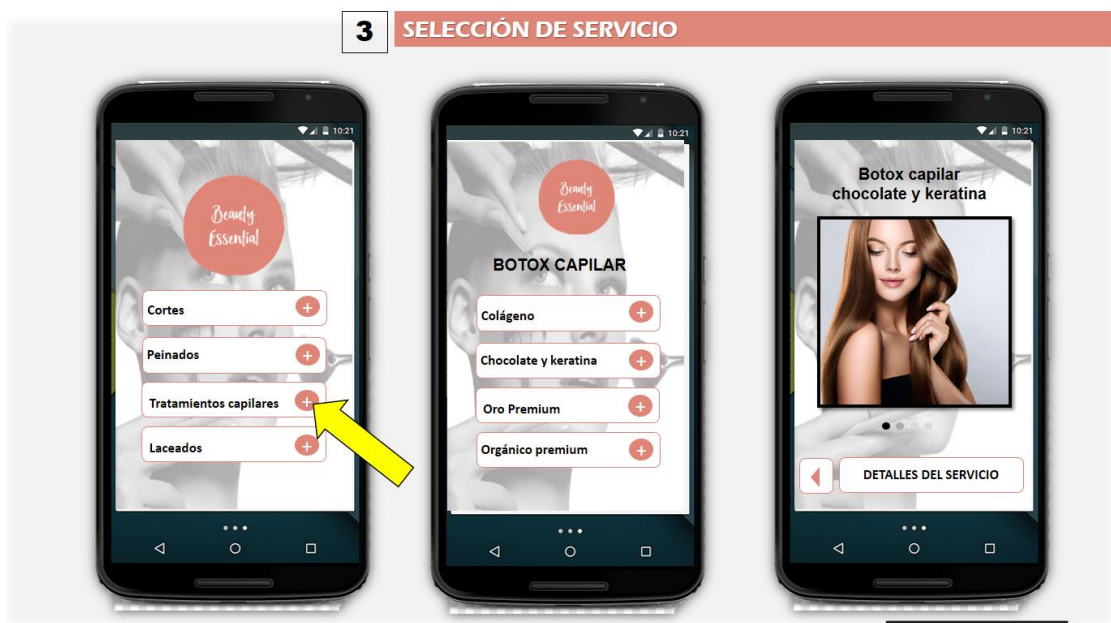 3
SELECCIÓN DE SERVICIO
10:21
Beauty
Essential
Cortes
Peinados
Tratamientos capilares
Laceados
10:21
Beauty
Essential
BOTOX CAPILAR
Colágeno
Chocolate y keratina
Oro Premium
Orgánico premium
10:21
Botox capilar
chocolate y keratina
DETALLES DEL SERVICIO